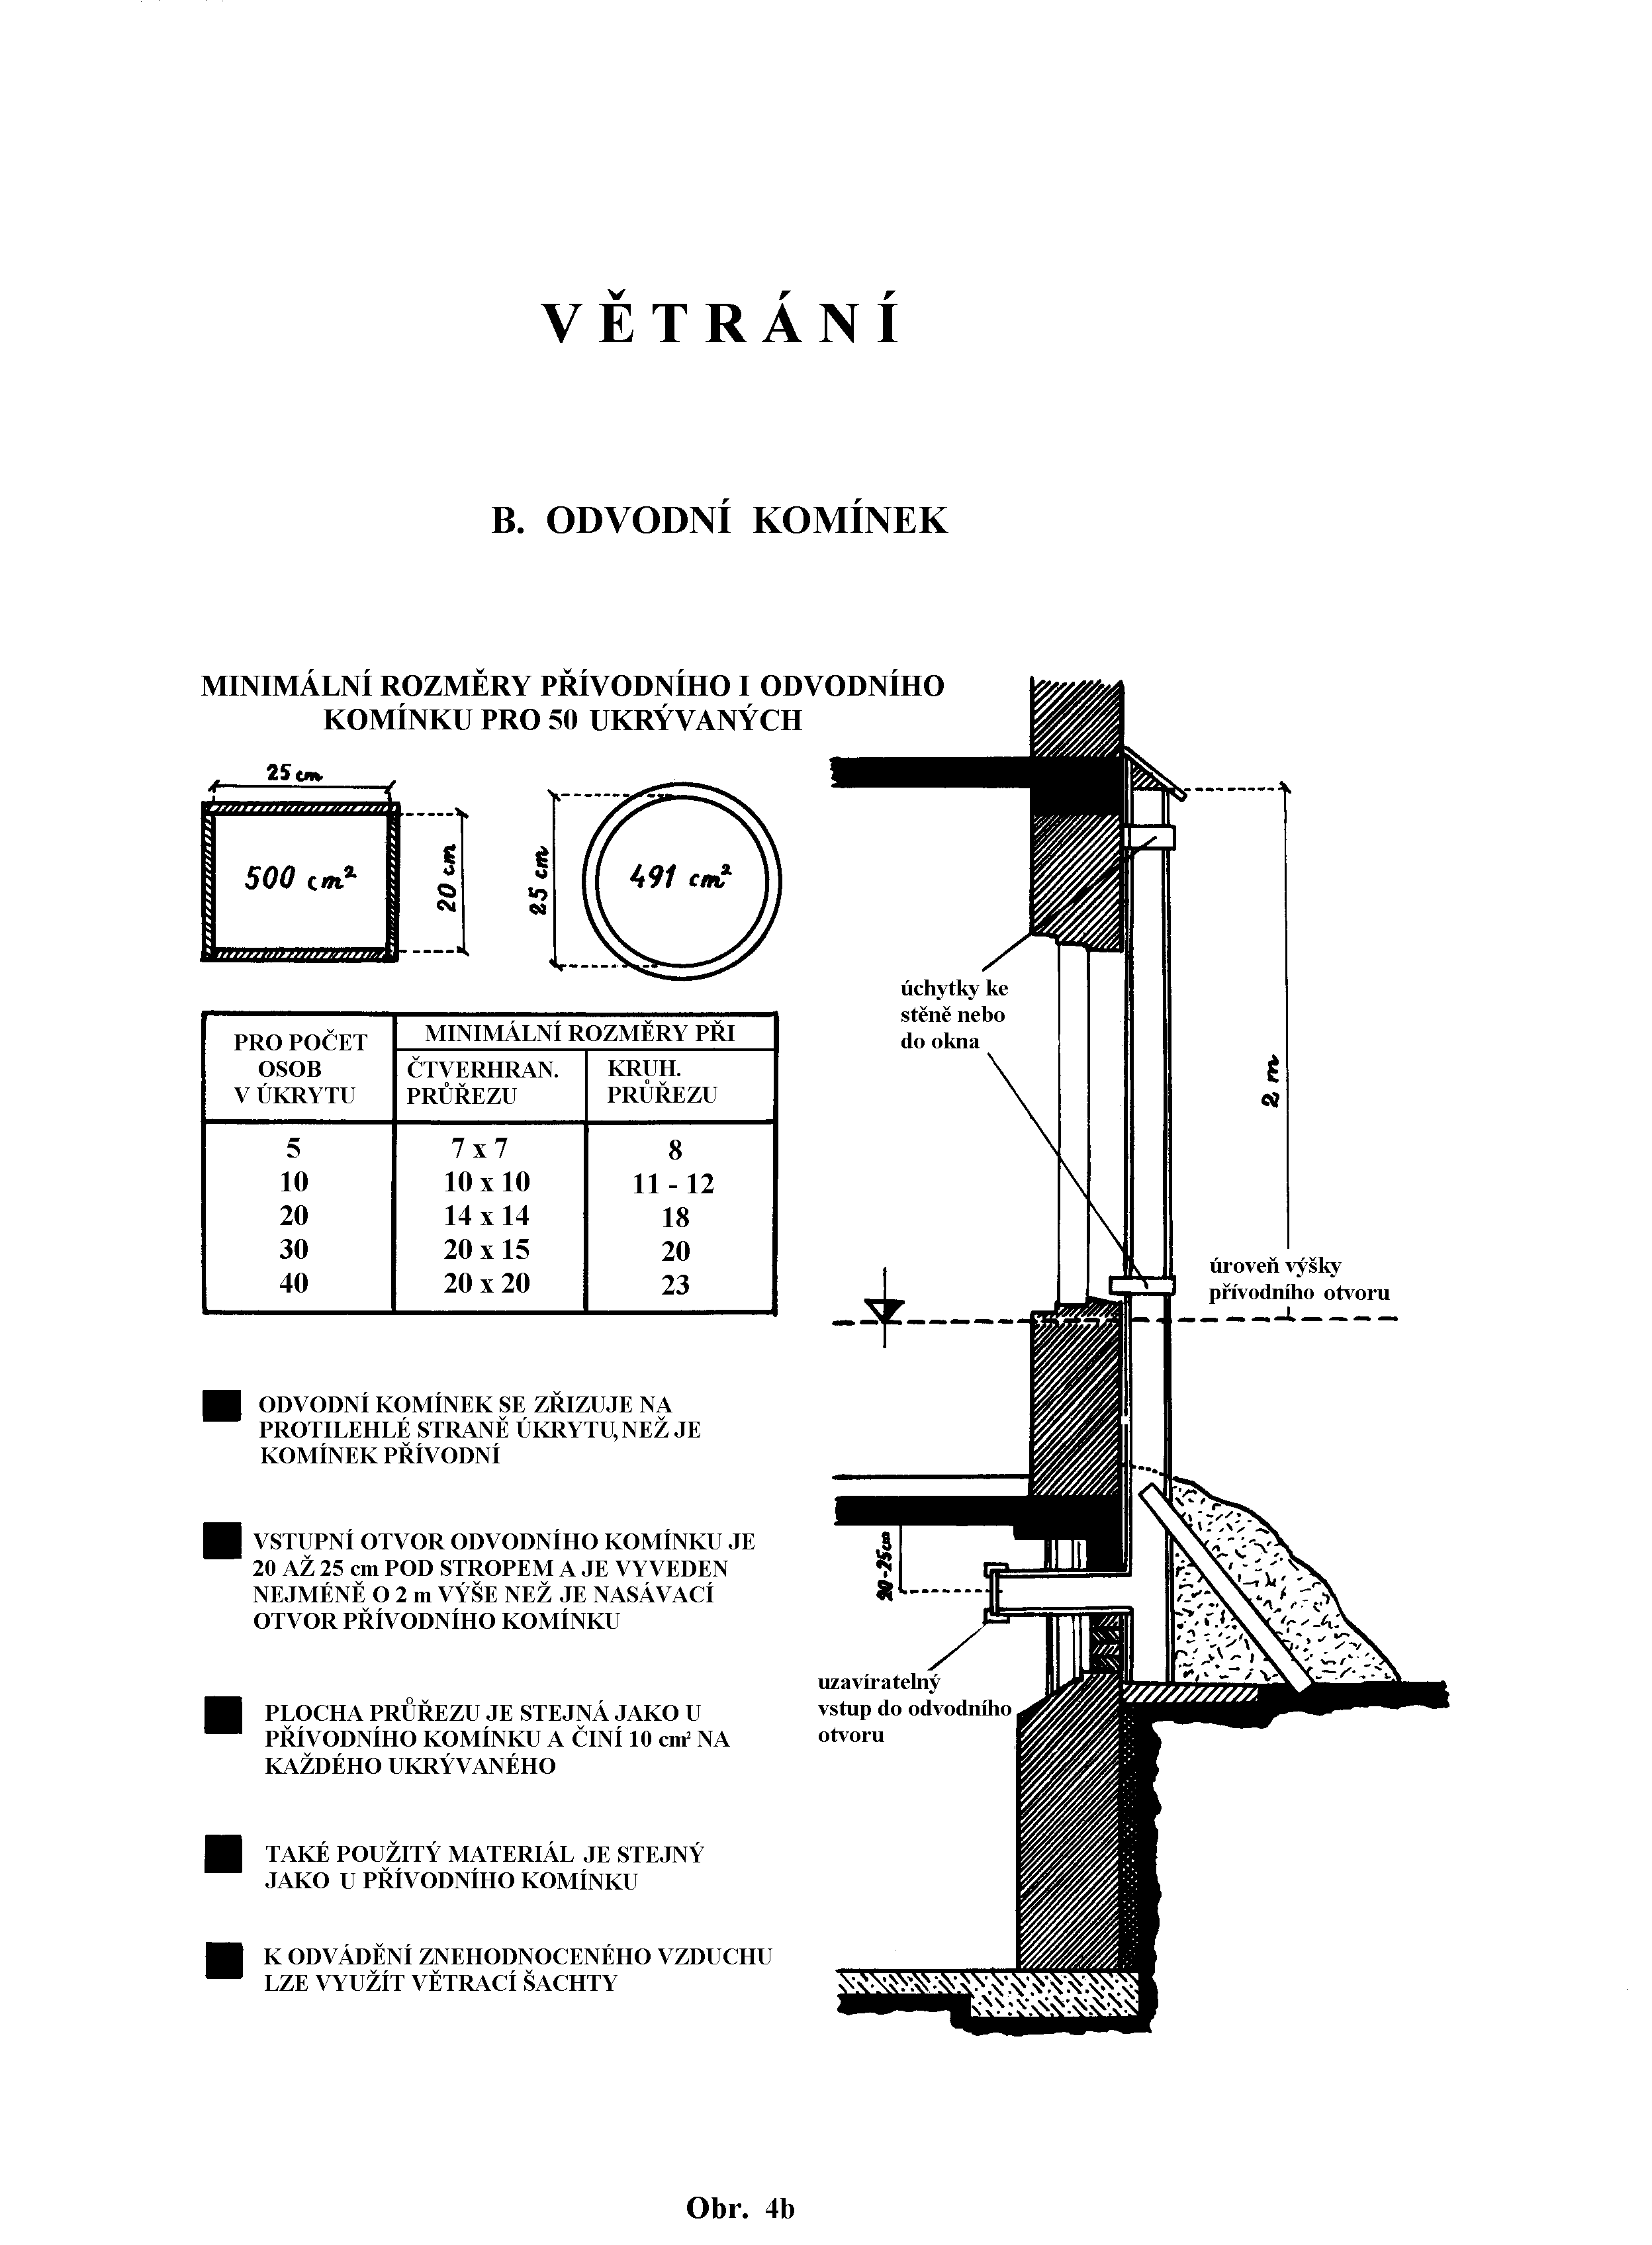 VĚTRÁNÍ
B. ODVODNÍ KOMÍNEK
MINIMÁLNÍ ROZMĚRY PŘÍVODNÍHO I ODVODNÍHO
KOMÍNKU PRO 50 UKRÝVANÝCH
25 cm
500 cm²
20 cm
25 cm
491 cm²
PRO POČET
OSOB
V ÚKRYTU
MINIMÁLNÍ ROZMĚRY PŘI
ČTVERHRAN.
PRŮŘEZU
KRUH.
PRŮŘEZU
5 7 x 7 8
10 10 x 10 11 - 12
20 14 x 14 18
30 20 x 15 20
40 20 x 20 23
ODVODNÍ KOMÍNEK SE ZŘIZUJE NA
PROTILEHLÉ STRANĚ ÚKRYTU, NEŽ JE
KOMÍNEK PŘÍVODNÍ
VSTUPNÍ OTVOR ODVODNÍHO KOMÍNKU JE
20 AŽ 25 cm POD STROPEM A JE VYVEDEN
NEJMÉNĚ O 2 m VÝŠE NEŽ JE NASÁVACÍ
OTVOR PŘÍVODNÍHO KOMÍNKU
PLOCHA PRŮŘEZU JE STEJNÁ JAKO U
PŘÍVODNÍHO KOMÍNKU A ČINÍ 10 cm² NA
KAŽDÉHO UKRÝVANÉHO
TAKÉ POUŽITÝ MATERIÁL JE STEJNÝ
JAKO U PŘÍVODNÍHO KOMÍNKU
K ODVÁDĚNÍ ZNEHODNOCENÉHO VZDUCHU
LZE VYUŽÍT VĚTRACÍ ŠACHTY
úchytky ke
stěně nebo
do okna
2 m
úroveň výšky
přívodního otvoru
20-25cm
uzavíratelný
vstup do odvodního
otvoru
Obr. 4b